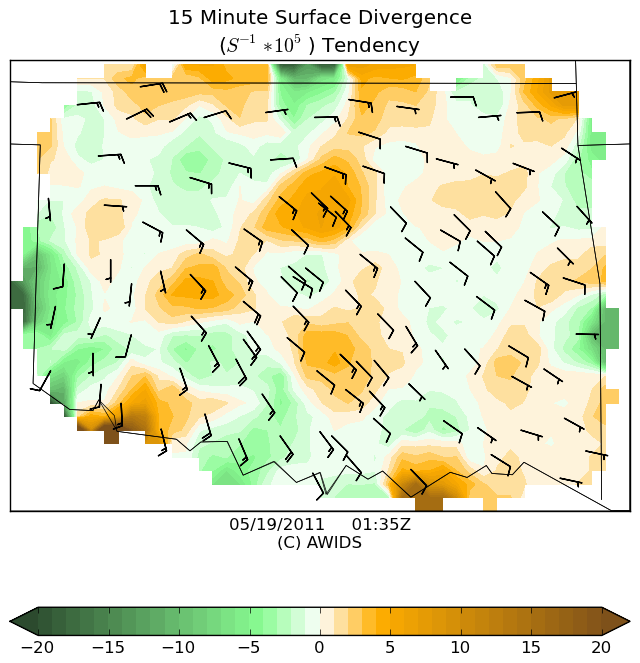 15 Minute Surface Divergence
(S⁻¹ * 10⁵ ) Tendency
05/19/2011 01:35Z
(C) AWIDS
−20 −15 −10 −5 0 5 10 15 20